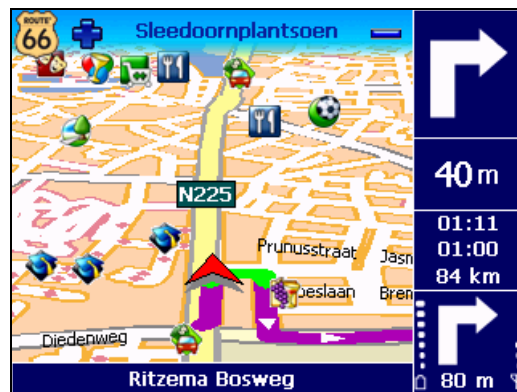 ROUTE
66
Sleedoornplantsoen
40 m
N225
01:11
01:00
84 km
Prunusstraat
Diedenweg
80 m
Ritzema Bosweg